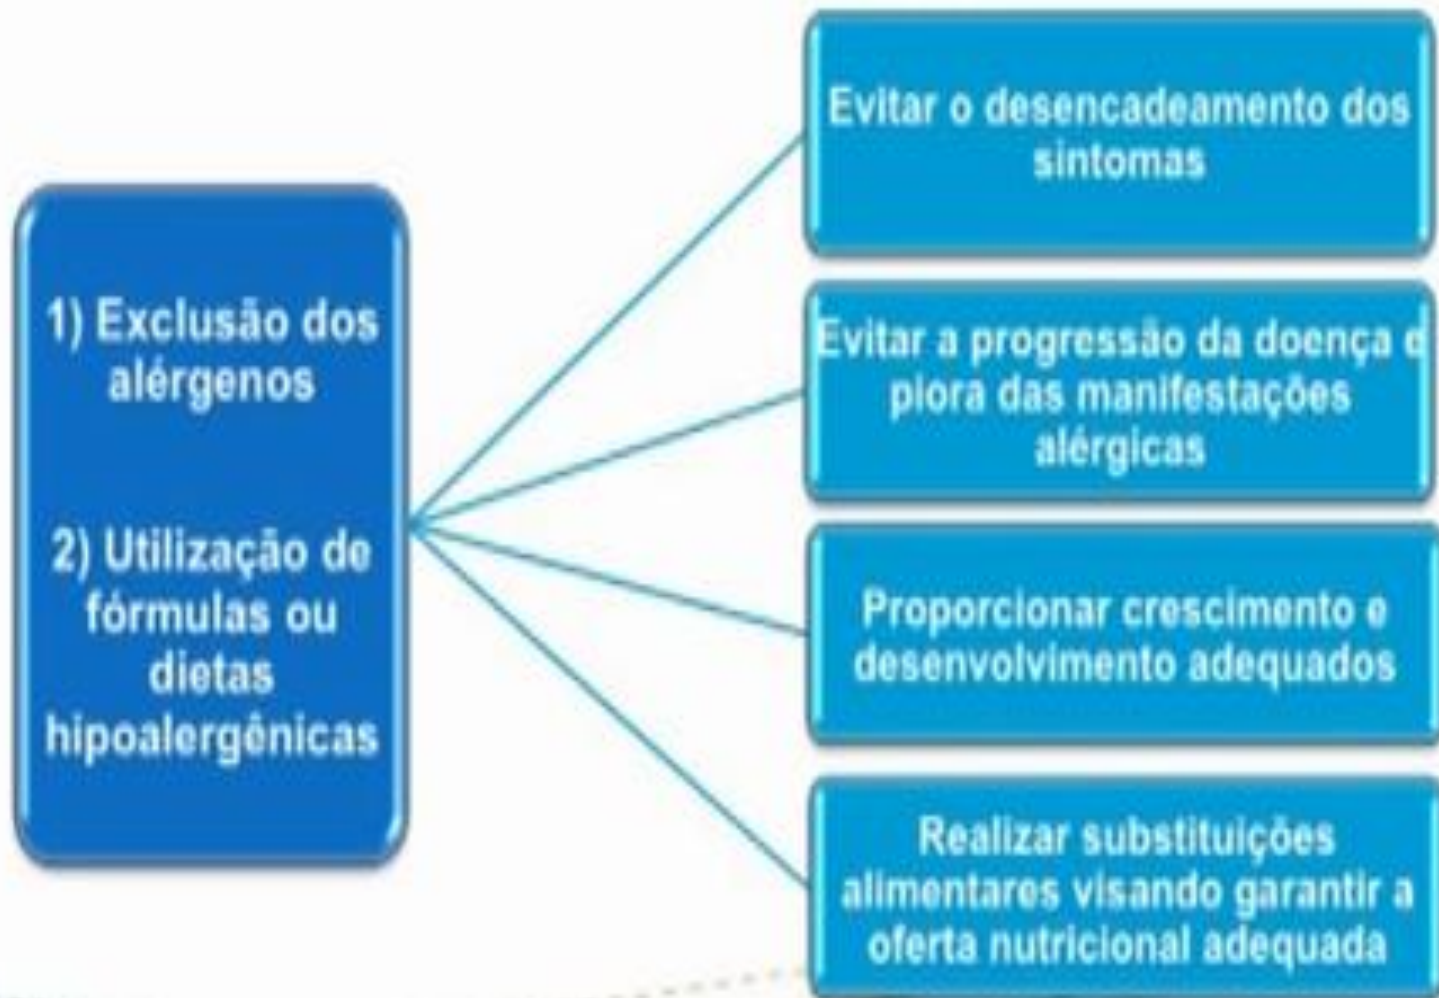 1) Exclusão dos
alérgenos
2) Utilização de
fórmulas ou
dietas
hipoalergênicas
Evitar o desencadeamento dos
sintomas
Evitar a progressão da doença e
piora das manifestações
alérgicas
Proporcionar crescimento e
desenvolvimento adequados
Realizar substituições
alimentares visando garantir a
oferta nutricional adequada